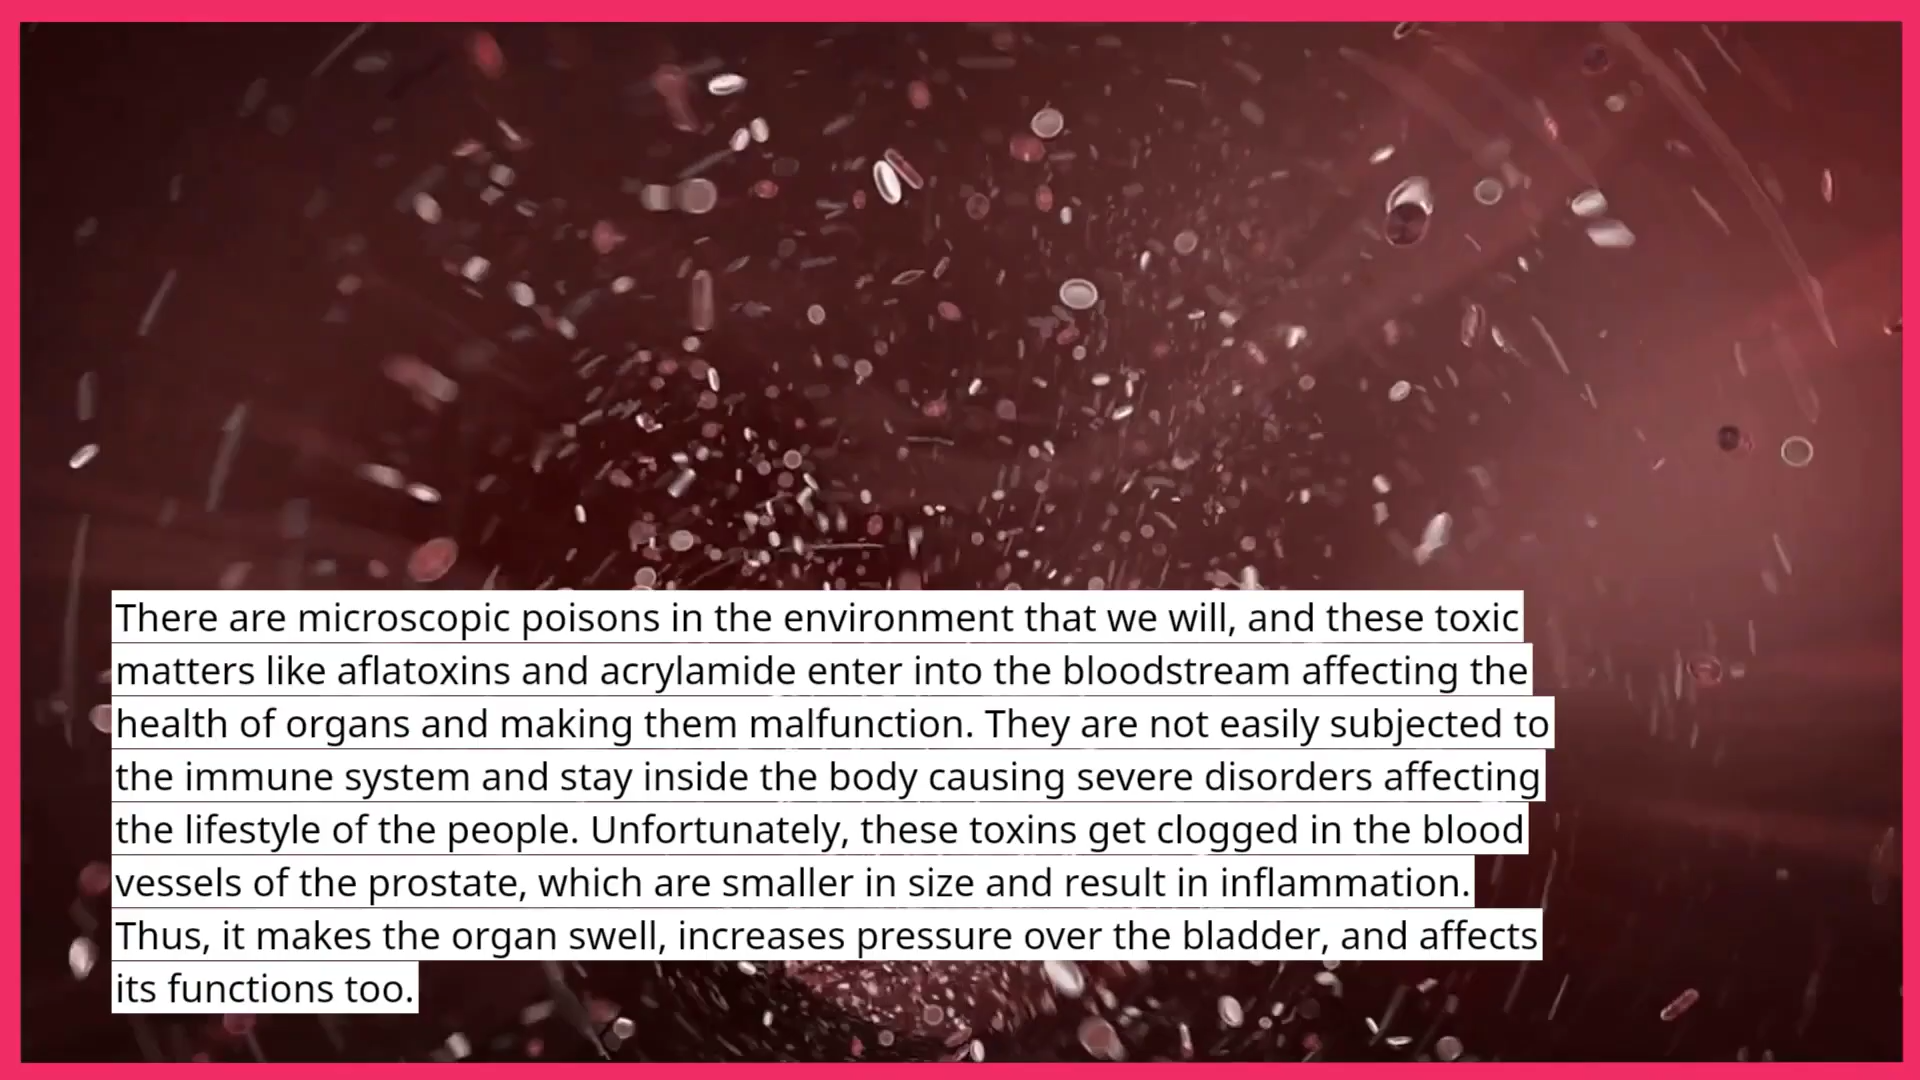 There are microscopic poisons in the environment that we will, and these toxic
matters like aflatoxins and acrylamide enter into the bloodstream affecting the
health of organs and making them malfunction. They are not easily subjected to
the immune system and stay inside the body causing severe disorders affecting
the lifestyle of the people. Unfortunately, these toxins get clogged in the blood
vessels of the prostate, which are smaller in size and result in inflammation.
Thus, it makes the organ swell, increases pressure over the bladder, and affects
its functions too.